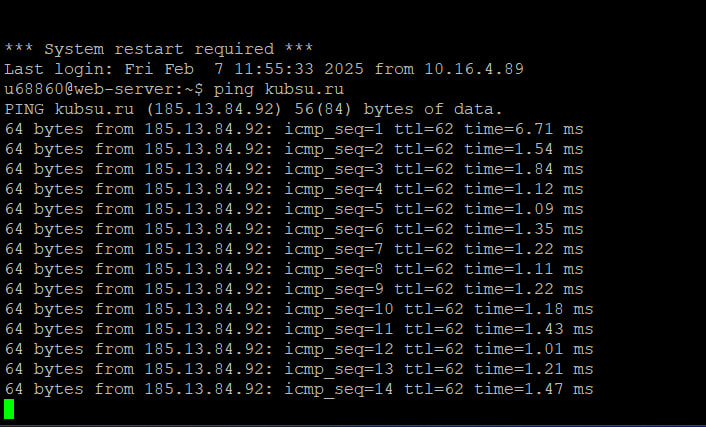 *** System restart required ***
Last login: Fri Feb  7 11:55:33 2025 from 10.16.4.89
u68860@web-server:~$ ping kubsu.ru
PING kubsu.ru (185.13.84.92) 56(84) bytes of data.
64 bytes from 185.13.84.92: icmp_seq=1 ttl=62 time=6.71 ms
64 bytes from 185.13.84.92: icmp_seq=2 ttl=62 time=1.54 ms
64 bytes from 185.13.84.92: icmp_seq=3 ttl=62 time=1.84 ms
64 bytes from 185.13.84.92: icmp_seq=4 ttl=62 time=1.12 ms
64 bytes from 185.13.84.92: icmp_seq=5 ttl=62 time=1.09 ms
64 bytes from 185.13.84.92: icmp_seq=6 ttl=62 time=1.35 ms
64 bytes from 185.13.84.92: icmp_seq=7 ttl=62 time=1.22 ms
64 bytes from 185.13.84.92: icmp_seq=8 ttl=62 time=1.11 ms
64 bytes from 185.13.84.92: icmp_seq=9 ttl=62 time=1.22 ms
64 bytes from 185.13.84.92: icmp_seq=10 ttl=62 time=1.18 ms
64 bytes from 185.13.84.92: icmp_seq=11 ttl=62 time=1.43 ms
64 bytes from 185.13.84.92: icmp_seq=12 ttl=62 time=1.01 ms
64 bytes from 185.13.84.92: icmp_seq=13 ttl=62 time=1.21 ms
64 bytes from 185.13.84.92: icmp_seq=14 ttl=62 time=1.47 ms